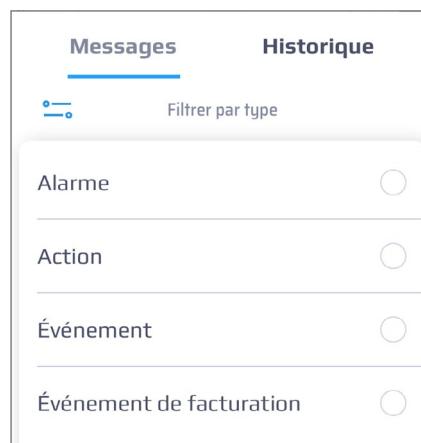 Messages Historique
Filtrer par type
Alarme
Action
Événement
Événement de facturation